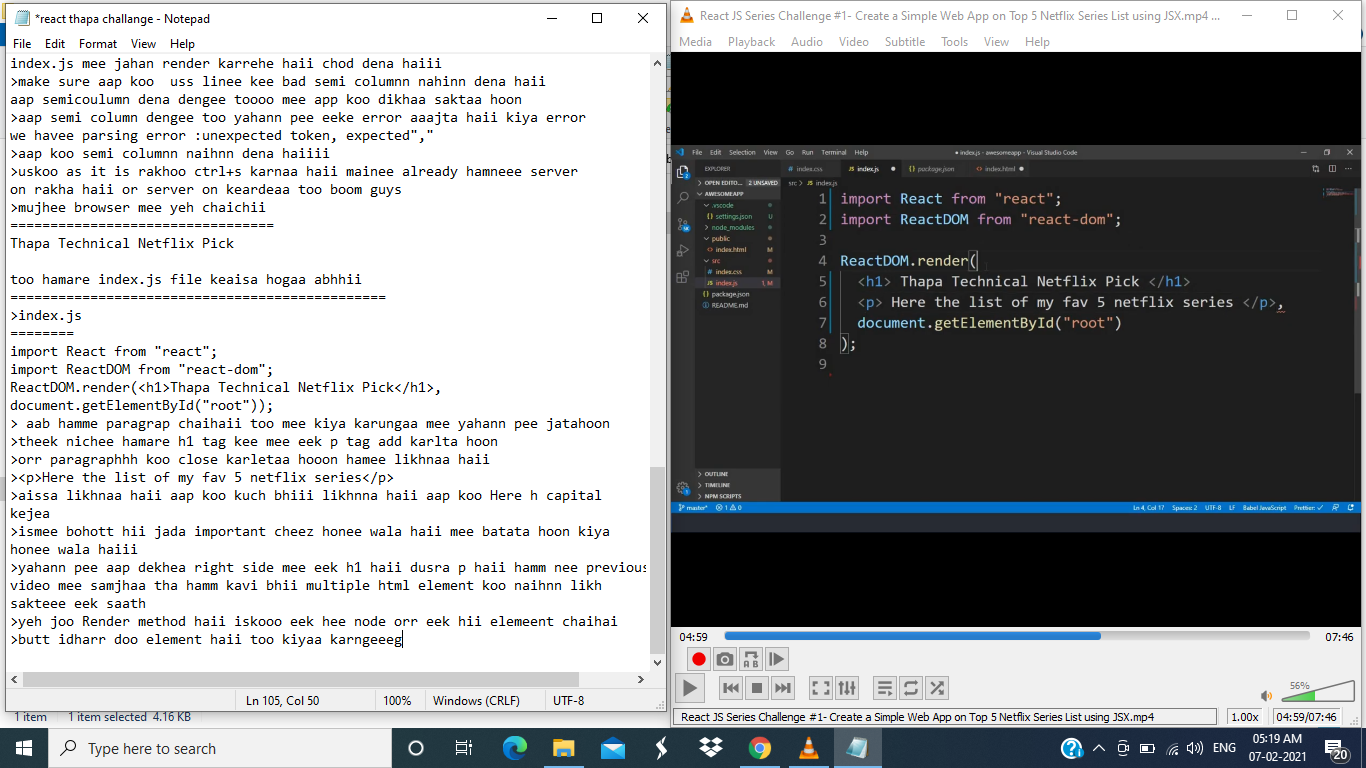 *react thapa challange - Notepad
File Edit Format View Help
index.js mee jahan render karrehe haii chod dena haiii
>make sure aap koo  uss linee kee bad semi columnn nahinn dena haii
aap semicoulumn dena dengee toooo mee app koo dikhaa saktaa hoon
>aap semi column dengee too yahann pee eeke error aaajta haii kiya error
we havee parsing error :unexpected token, expected","
>aap koo semi columnn naihnn dena haiiii
>uskoo as it is rakhoo ctrl+s karnaa haii mainee already hamneee server
on rakha haii or server on keardeaa too boom guys
>mujhee browser mee yeh chaichii
================================
Thapa Technical Netflix Pick
too hamare index.js file keaisa hogaa abhhii
==============================================
>index.js
========
import React from "react";
import ReactDOM from "react-dom";
ReactDOM.render(<h1>Thapa Technical Netflix Pick</h1>,
document.getElementById("root"));
> aab hamme paragrap chaihaii too mee kiya karungaa mee yahann pee jatahoon
>theek nichee hamare h1 tag kee mee eek p tag add karlta hoon
>orr paragraphhh koo close karletaa hooon hamee likhnaa haii
><p>Here the list of my fav 5 netflix series</p>
>aissa likhnaa haii aap koo kuch bhiii likhnna haii aap koo Here h capital
kejea
>ismee bohott hii jada important cheez honee wala haii mee batata hoon kiya
honee wala haiii
>yahann pee aap dekhea right side mee eek h1 haii dusra p haii hamm nee previous
video mee samjhaa tha hamm kavi bhii multiple html element koo naihnn likh
sakteee eek saath
>yeh joo Render method haii iskooo eek hee node orr eek hii elemeent chaihai
>butt idharr doo element haii too kiyaa karngeeeg
Ln 105, Col 50 100% Windows (CRLF) UTF-8
1 item 1 item selected 4.16 KB
React JS Series Challenge #1- Create a Simple Web App on Top 5 Netflix Series List using JSX.mp4 ...
Media Playback Audio Video Subtitle Tools View Help
File Edit Selection View Go Run Terminal Help
• index.js - awesomeapp - Visual Studio Code
EXPLORER
OPEN EDITO... 2 UNSAVED
AWESOMEAPP
.vscode
settings.json U
node_modules
public
index.html M
src
index.css M
index.js 1, M
package.json
README.md
OUTLINE
TIMELINE
NPM SCRIPTS
index.css index.js package.json index.html
src > index.js
1 import React from "react";
2 import ReactDOM from "react-dom";
3
4 ReactDOM.render(
5 <h1> Thapa Technical Netflix Pick </h1>
6 <p> Here the list of my fav 5 netflix series </p>,
7 document.getElementById("root")
8 );
9
master* 1 0 Ln 4, Col 17 Spaces: 2 UTF-8 LF Babel JavaScript Prettier: ✓
04:59 07:46
A B
56%
React JS Series Challenge #1- Create a Simple Web App on Top 5 Netflix Series List using JSX.mp4 1.00x 04:59/07:46
Type here to search
ENG
05:19 AM
07-02-2021
20